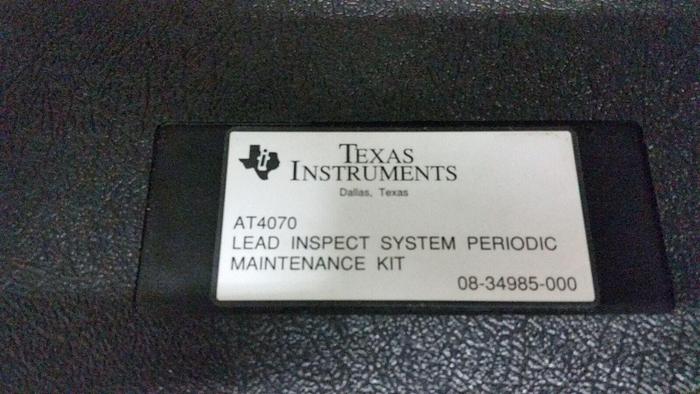 TEXAS
INSTRUMENTS
Dallas, Texas
AT4070
LEAD INSPECT SYSTEM PERIODIC
MAINTENANCE KIT
08-34985-000